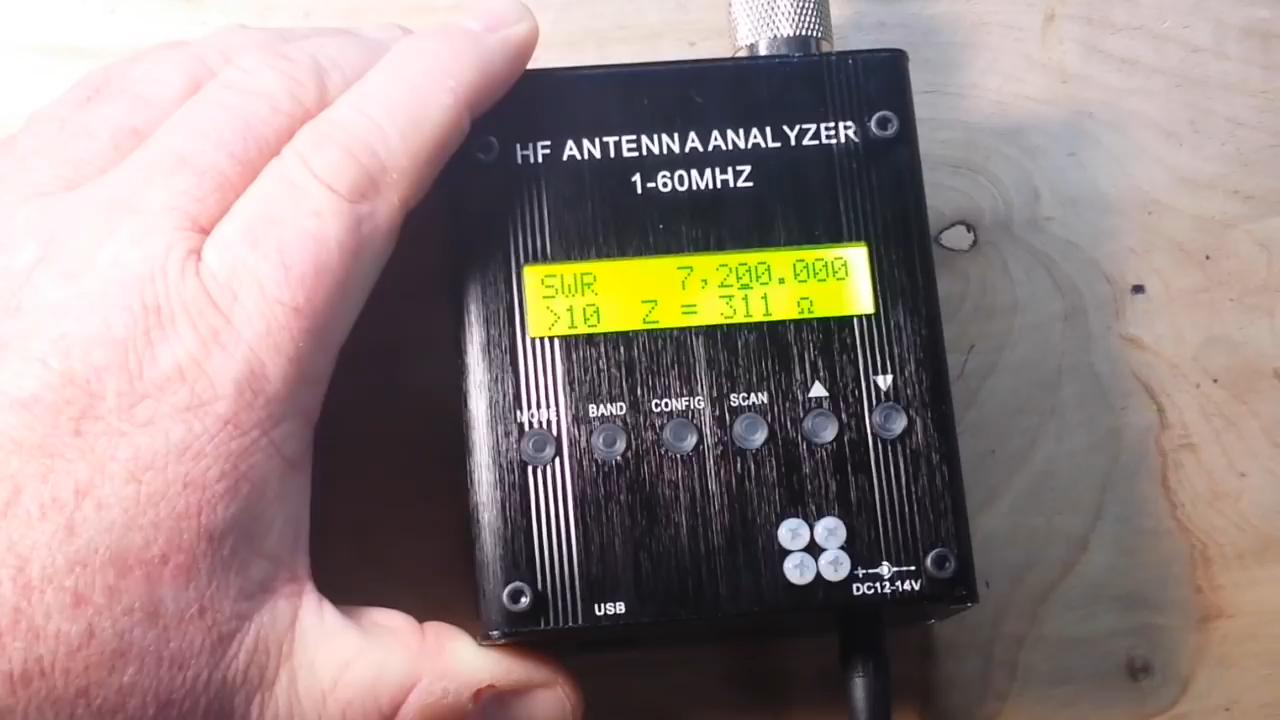 HF ANTENNA ANALYZER
1-60MHZ
SWR 7,200.000
>10 Z = 311 Ω
MODE BAND CONFIG SCAN ▲ ▼
DC12-14V
USB